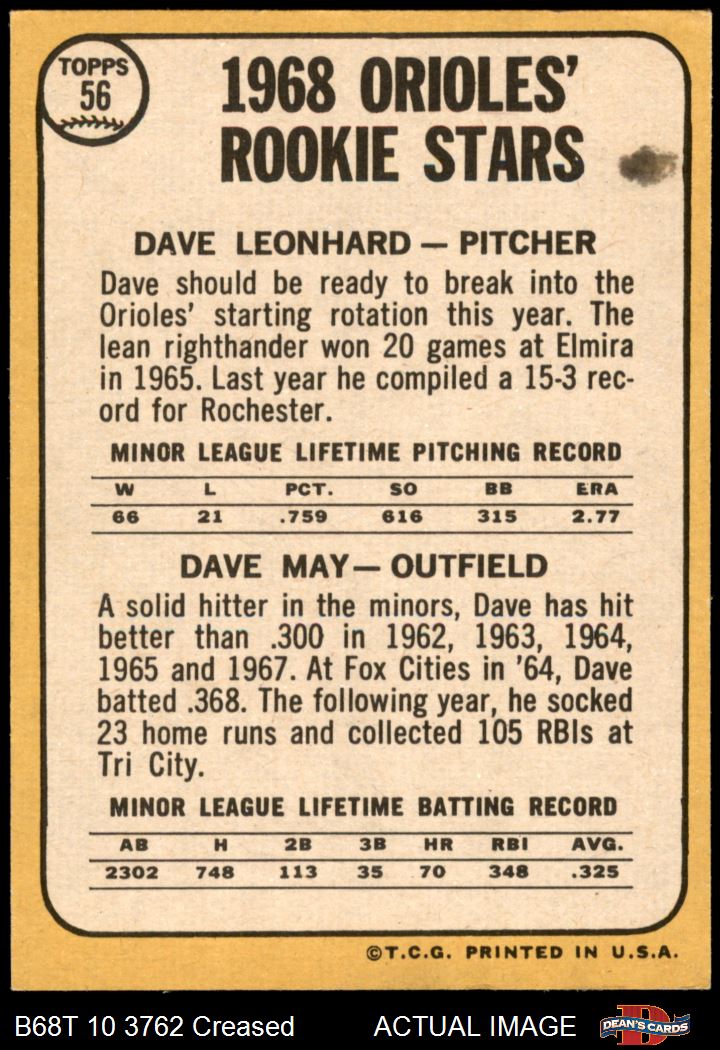 TOPPS
56
1968 ORIOLES'
ROOKIE STARS
DAVE LEONHARD — PITCHER
Dave should be ready to break into the
Orioles' starting rotation this year. The
lean righthander won 20 games at Elmira
in 1965. Last year he compiled a 15-3 rec-
ord for Rochester.
MINOR LEAGUE LIFETIME PITCHING RECORD
W L PCT. SO BB ERA
66 21 .759 616 315 2.77
DAVE MAY — OUTFIELD
A solid hitter in the minors, Dave has hit
better than .300 in 1962, 1963, 1964,
1965 and 1967. At Fox Cities in '64, Dave
batted .368. The following year, he socked
23 home runs and collected 105 RBIs at
Tri City.
MINOR LEAGUE LIFETIME BATTING RECORD
AB H 2B 3B HR RBI AVG.
2302 748 113 35 70 348 .325
©T.C.G. PRINTED IN U.S.A.
B68T 10 3762 Creased ACTUAL IMAGE D DEAN'S CARDS